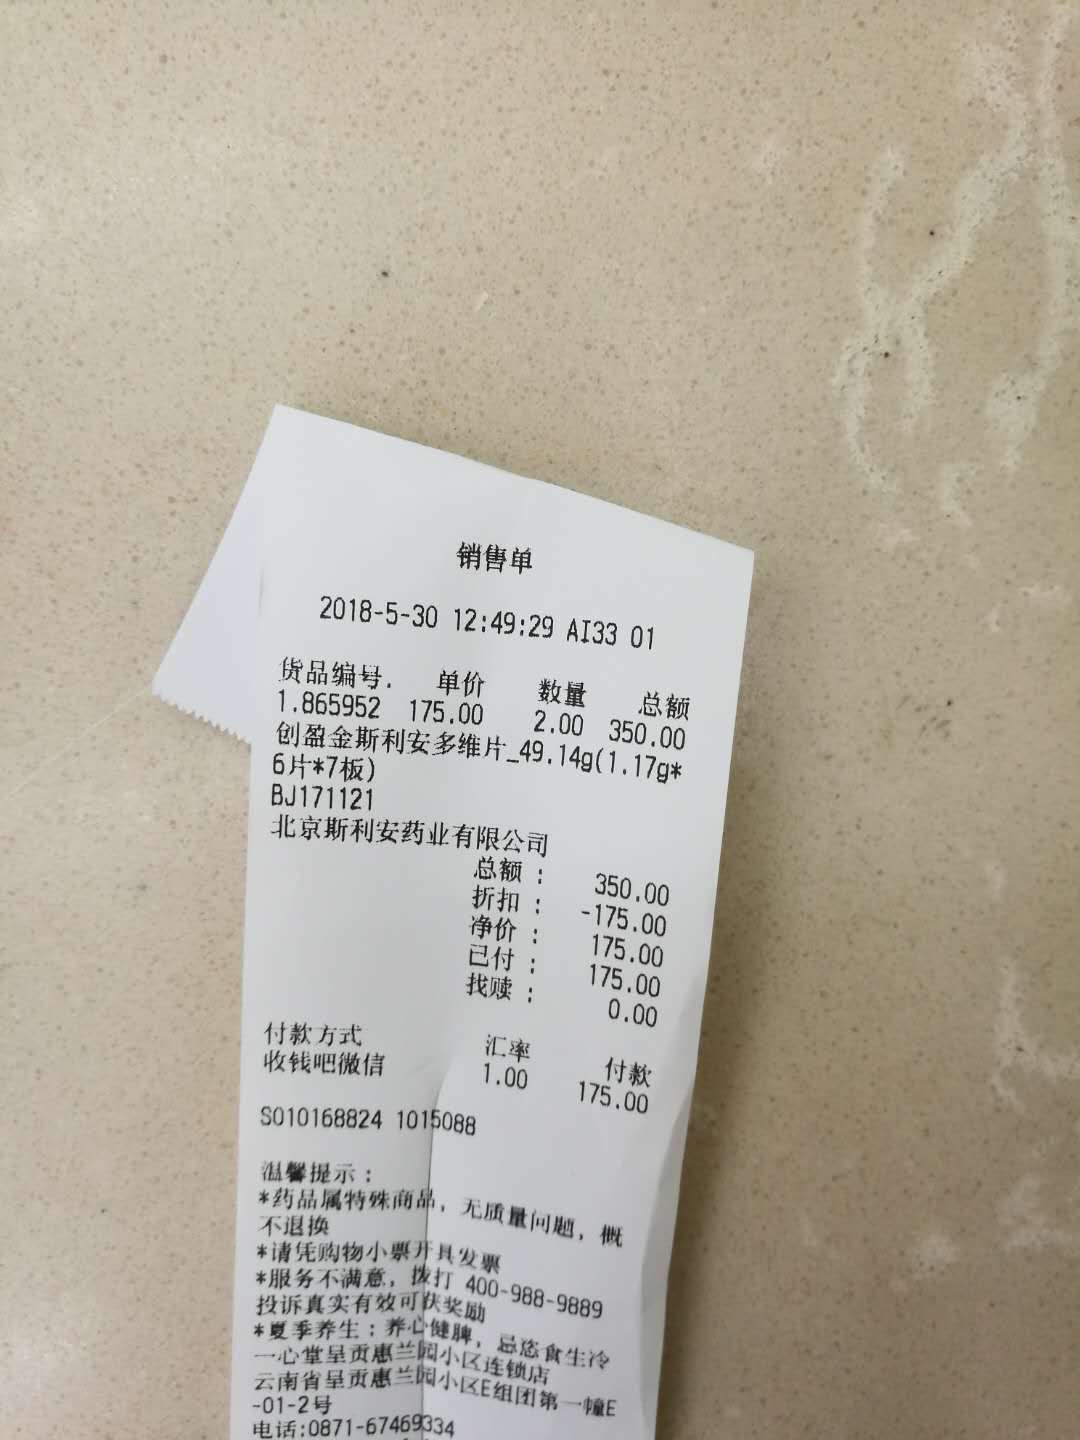 销售单
2018-5-30 12:49:29 AI33 01
货品编号. 单价 数量 总额
1.865952 175.00 2.00 350.00
创盈金斯利安多维片_49.14g(1.17g*
6片*7板)
BJ171121
北京斯利安药业有限公司
总额 : 350.00
折扣 : -175.00
净价 : 175.00
已付 : 175.00
找赎 : 0.00
付款方式 汇率 付款
收钱吧微信 1.00 175.00
S010168824 1015088
温馨提示：
*药品属特殊商品，无质量问题，概
不退换
*请凭购物小票开具发票
*服务不满意，拨打 400-988-9889
投诉真实有效可获奖励
*夏季养生：养心健脾，忌恣食生冷
一心堂呈贡惠兰园小区连锁店
云南省呈贡惠兰园小区E组团第一幢E
-01-2号
电话:0871-67469334